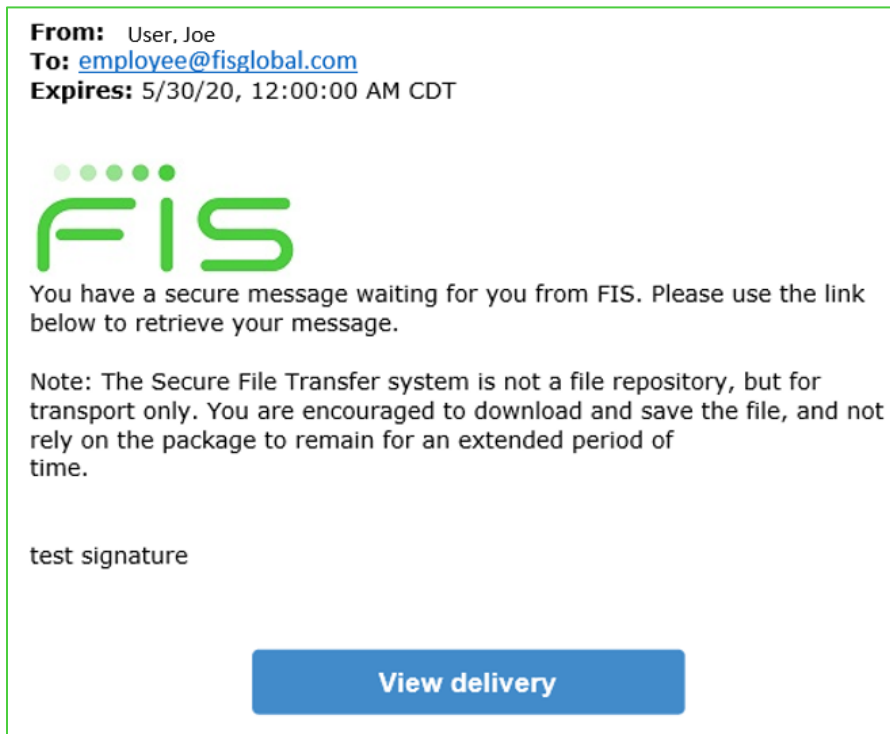 From: User, Joe
To: employee@fisglobal.com
Expires: 5/30/20, 12:00:00 AM CDT
FIS
You have a secure message waiting for you from FIS. Please use the link
below to retrieve your message.
Note: The Secure File Transfer system is not a file repository, but for
transport only. You are encouraged to download and save the file, and not
rely on the package to remain for an extended period of
time.
test signature
View delivery